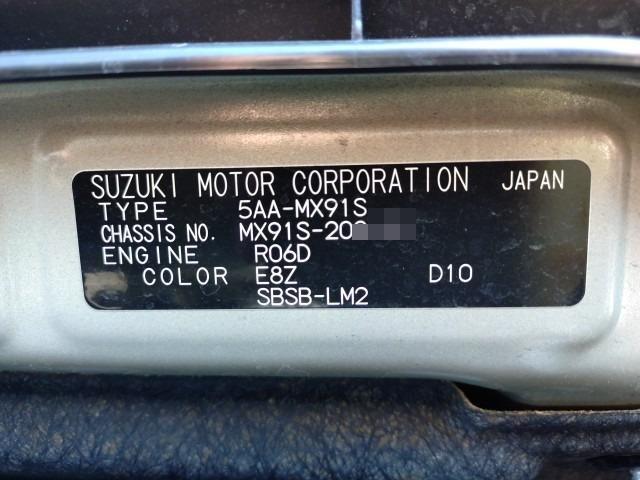 SUZUKI MOTOR CORPORATION JAPAN
TYPE 5AA-MX91S
CHASSIS NO. MX91S-20
ENGINE R06D
COLOR E8Z D10
SBSB-LM2